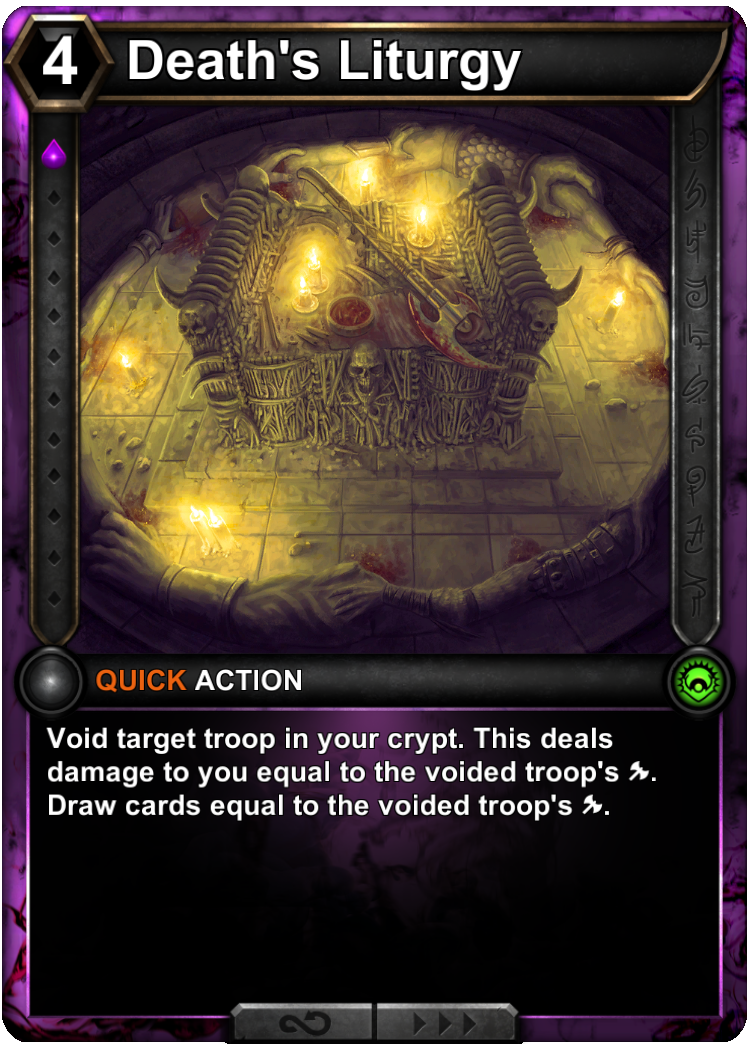 4
Death's Liturgy
QUICK ACTION
Void target troop in your crypt. This deals
damage to you equal to the voided troop's .
Draw cards equal to the voided troop's .